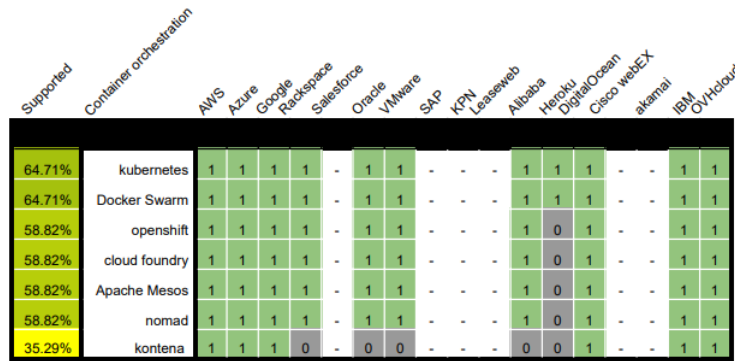 Supported Container orchestration AWS Azure Google Rackspace Salesforce Oracle VMware SAP KPN Leaseweb Alibaba Heroku DigitalOcean Cisco webEX akamai IBM OVHcloud
64.71% kubernetes 1 1 1 1 - 1 1 - - - 1 1 1 - - 1 1
64.71% Docker Swarm 1 1 1 1 - 1 1 - - - 1 1 1 - - 1 1
58.82% openshift 1 1 1 1 - 1 1 - - - 1 0 1 - - 1 1
58.82% cloud foundry 1 1 1 1 - 1 1 - - - 1 0 1 - - 1 1
58.82% Apache Mesos 1 1 1 1 - 1 1 - - - 1 0 1 - - 1 1
58.82% nomad 1 1 1 1 - 1 1 - - - 1 0 1 - - 1 1
35.29% kontena 1 1 1 0 - 0 0 - - - 0 0 1 - - 1 1